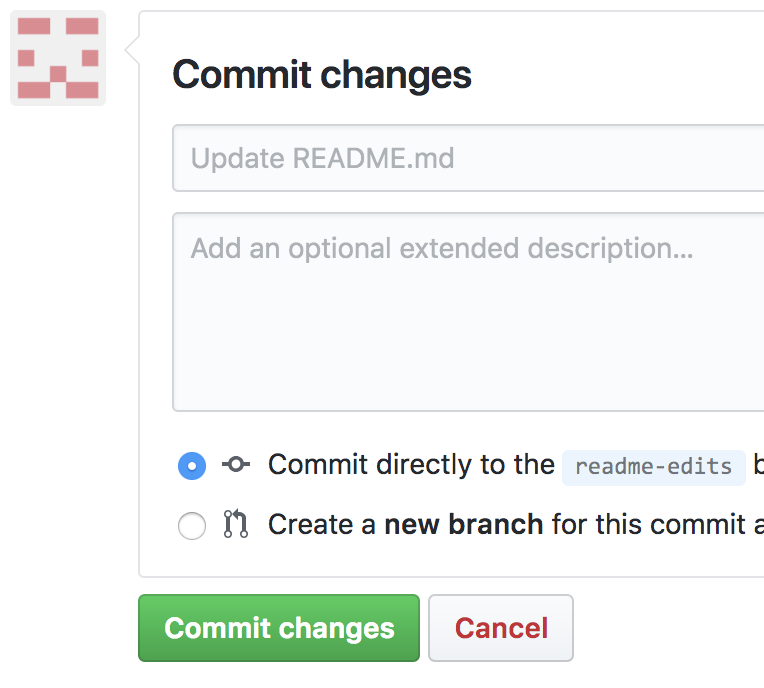 Commit changes
Update README.md
Add an optional extended description...
Commit directly to the readme-edits b
Create a new branch for this commit a
Commit changes Cancel